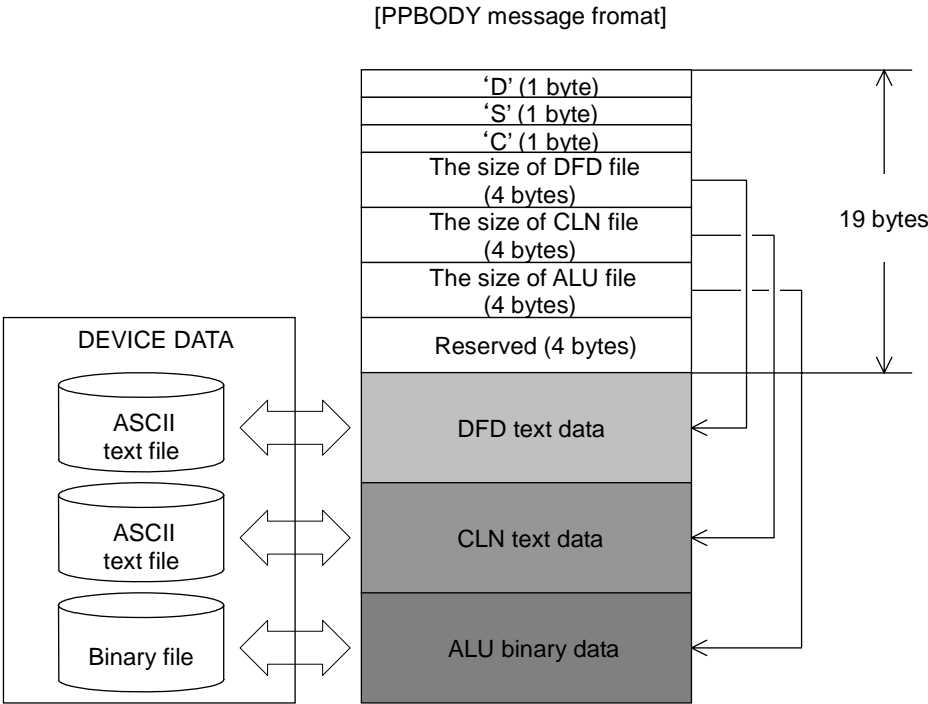 [PPBODY message fromat]
‘D’ (1 byte)
‘S’ (1 byte)
‘C’ (1 byte)
The size of DFD file
(4 bytes)
The size of CLN file
(4 bytes)
The size of ALU file
(4 bytes)
Reserved (4 bytes)
19 bytes
DEVICE DATA
ASCII
text file
DFD text data
ASCII
text file
CLN text data
Binary file
ALU binary data